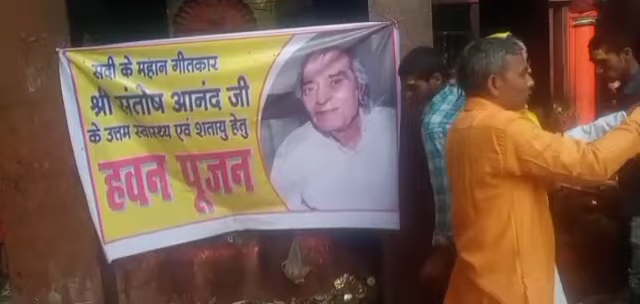 सदी के महान गीतकार
श्री संतोष आनंद जी
के उत्तम स्वास्थ्य एवं शतायु हेतु
हवन पूजन